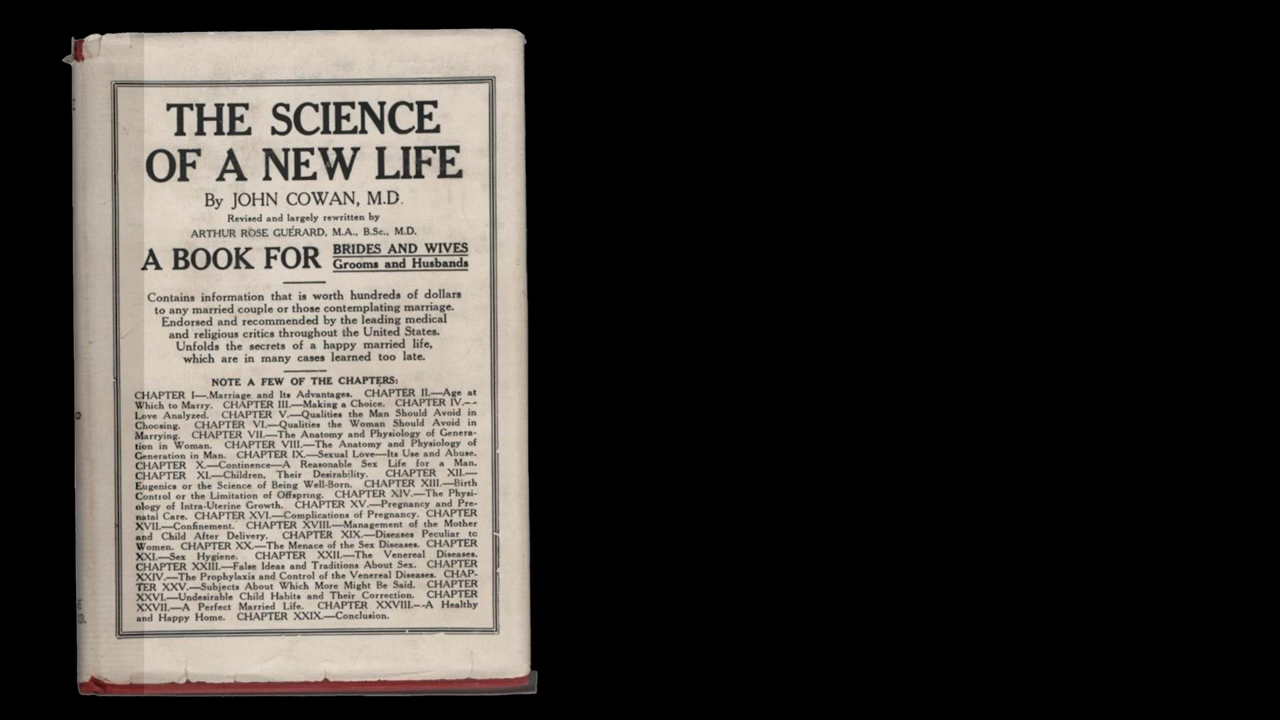 THE SCIENCE
OF A NEW LIFE
By JOHN COWAN, M.D.
Revised and largely rewritten by
ARTHUR ROSE GUÉRARD, M.A., B.Sc., M.D.
A BOOK FOR BRIDES AND WIVES
Grooms and Husbands
Contains information that is worth hundreds of dollars
to any married couple or those contemplating marriage.
Endorsed and recommended by the leading medical
and religious critics throughout the United States.
Unfolds the secrets of a happy married life,
which are in many cases learned too late.
NOTE A FEW OF THE CHAPTERS:
CHAPTER I—Marriage and Its Advantages. CHAPTER II.—Age at
Which to Marry. CHAPTER III.—Making a Choice. CHAPTER IV.—
Love Analyzed. CHAPTER V.—Qualities the Man Should Avoid in
Choosing. CHAPTER VI.—Qualities the Woman Should Avoid in
Marrying. CHAPTER VII.—The Anatomy and Physiology of Genera-
tion in Woman. CHAPTER VIII.—The Anatomy and Physiology of
Generation in Man. CHAPTER IX.—Sexual Love—Its Use and Abuse.
CHAPTER X.—Continence—A Reasonable Sex Life for a Man.
CHAPTER XI.—Children, Their Desirability. CHAPTER XII.—
Eugenics or the Science of Being Well-Born. CHAPTER XIII.—Birth
Control or the Limitation of Offspring. CHAPTER XIV.—The Physi-
ology of Intra-Uterine Growth. CHAPTER XV.—Pregnancy and Pre-
natal Care. CHAPTER XVI.—Complications of Pregnancy. CHAPTER
XVII.—Confinement. CHAPTER XVIII.—Management of the Mother
and Child After Delivery. CHAPTER XIX.—Diseases Peculiar to
Women. CHAPTER XX.—The Menace of the Sex Diseases. CHAPTER
XXI.—Sex Hygiene. CHAPTER XXII.—The Venereal Diseases.
CHAPTER XXIII.—False Ideas and Traditions About Sex. CHAPTER
XXIV.—The Prophylaxis and Control of the Venereal Diseases. CHAP-
TER XXV.—Subjects About Which More Might Be Said. CHAPTER
XXVI.—Undesirable Child Habits and Their Correction. CHAPTER
XXVII.—A Perfect Married Life. CHAPTER XXVIII.—A Healthy
and Happy Home. CHAPTER XXIX.—Conclusion.